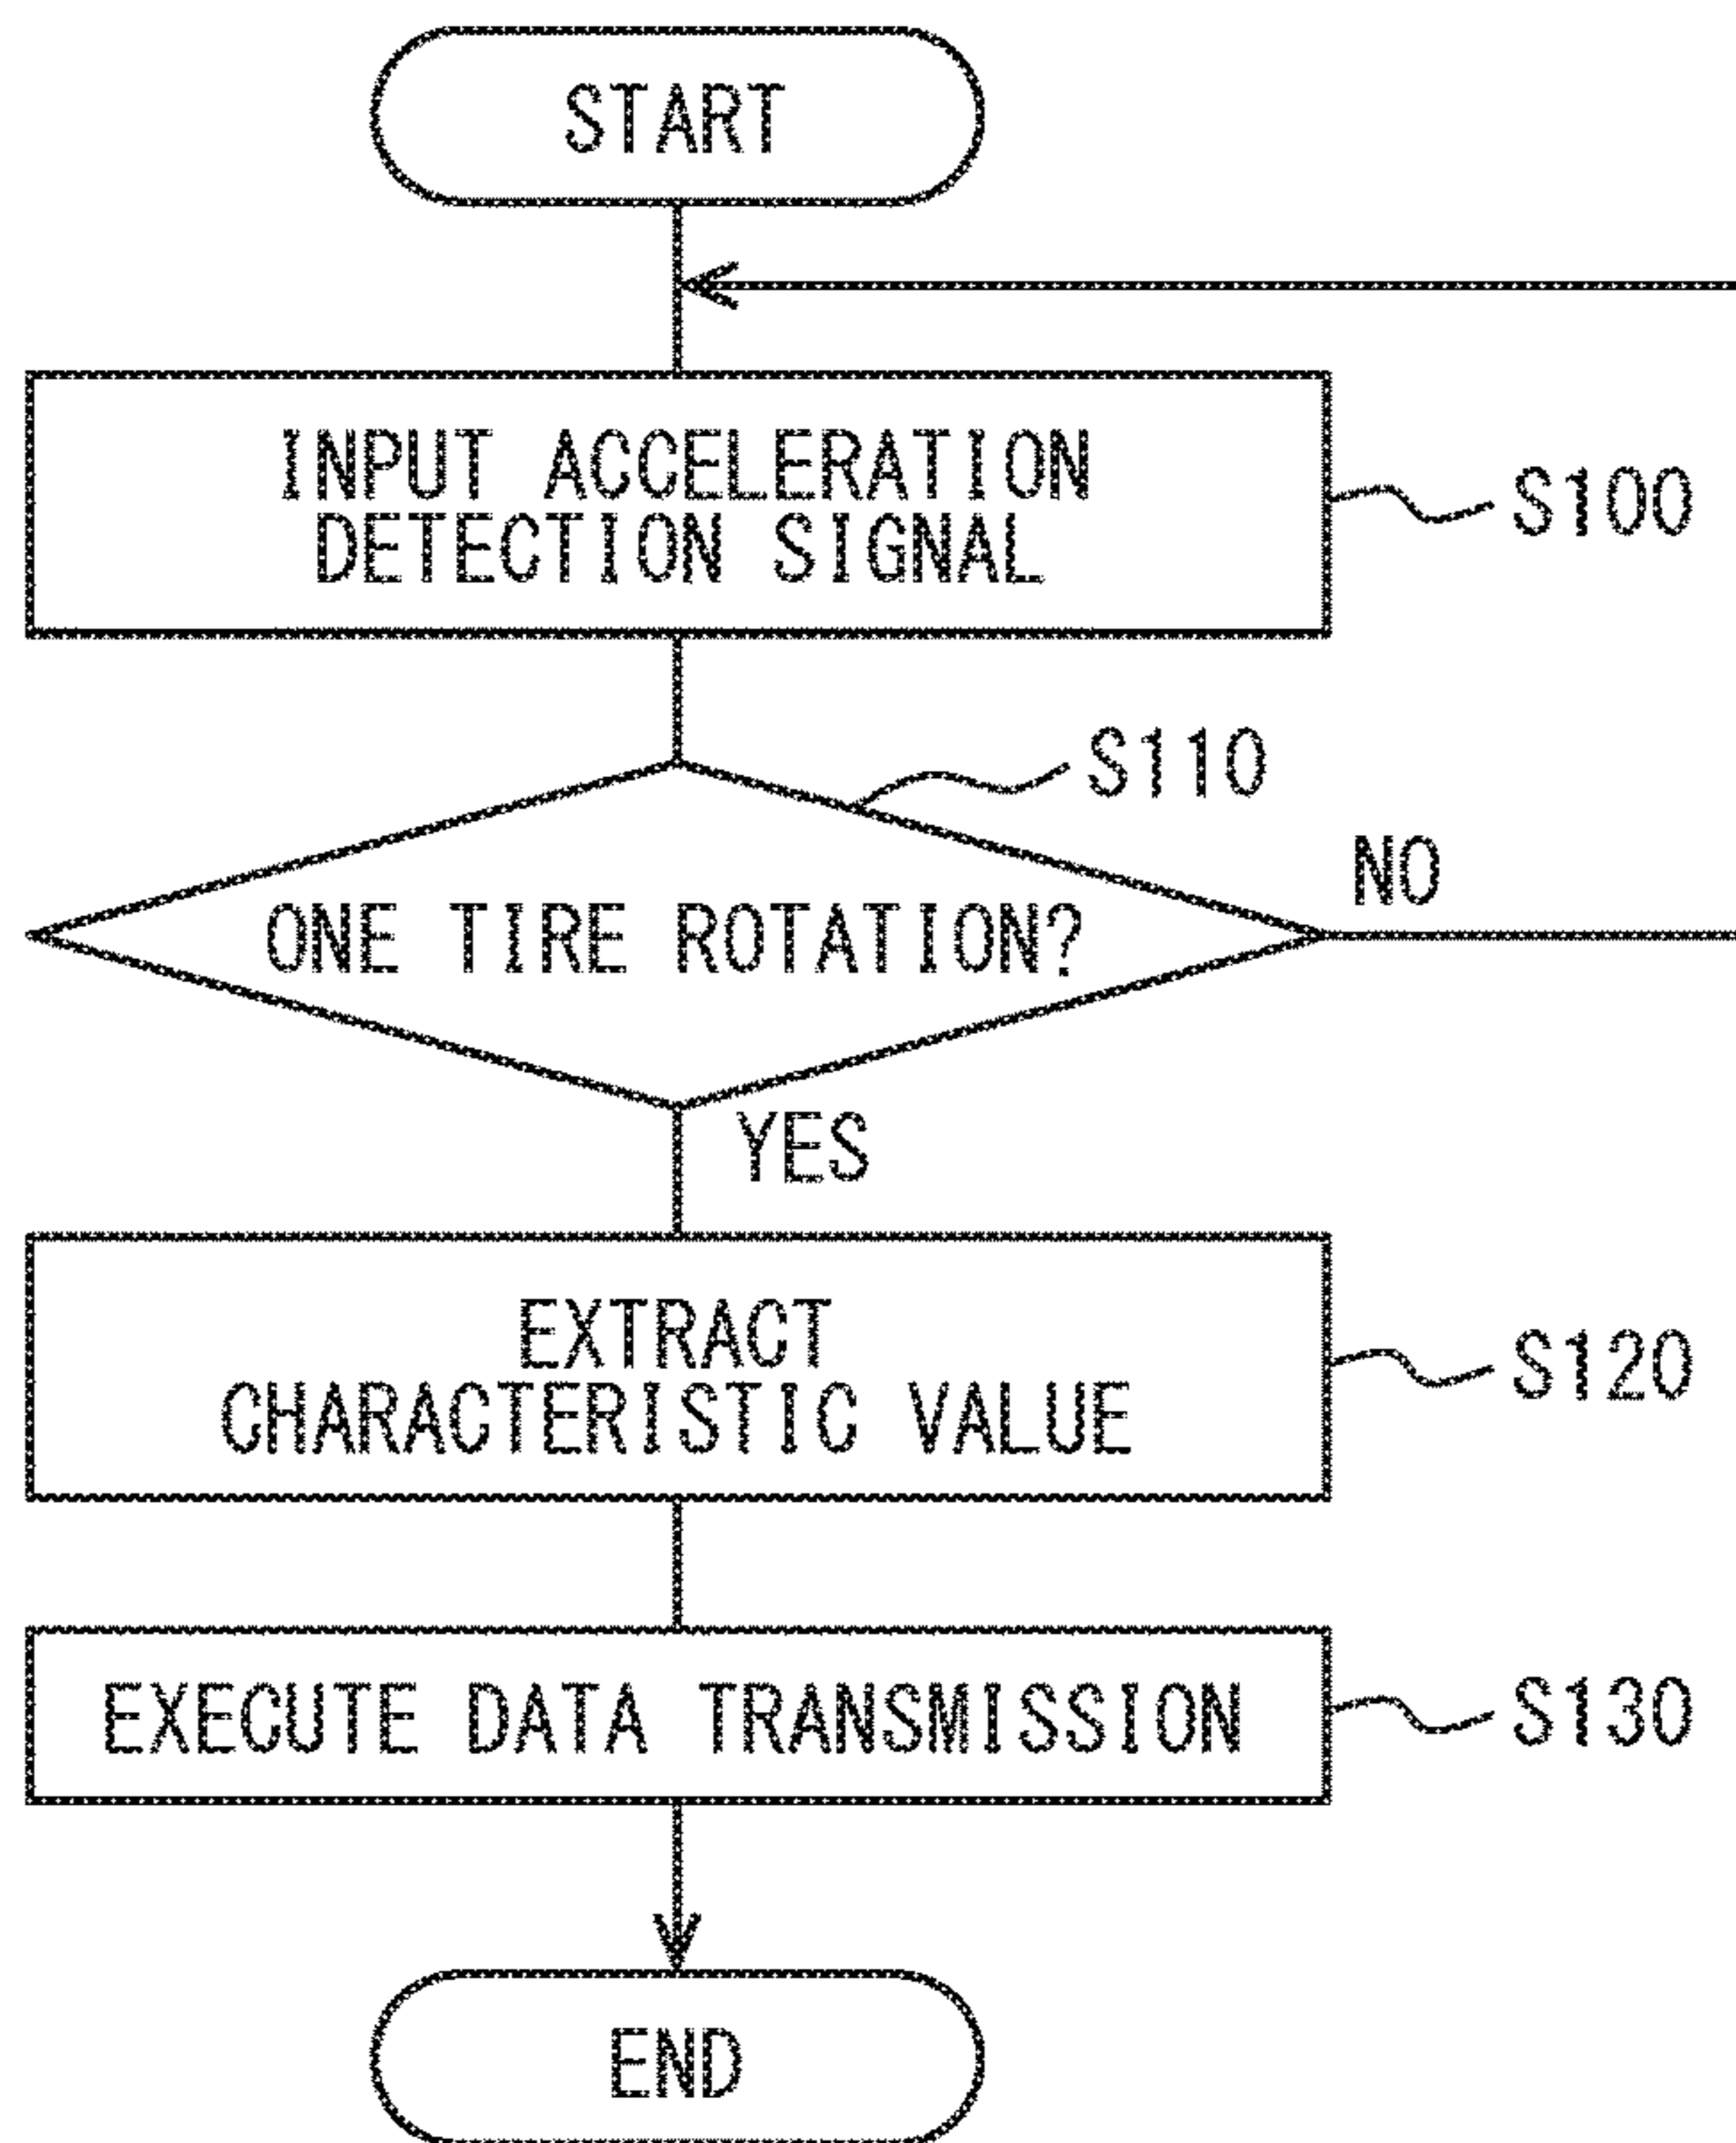 START
INPUT ACCELERATION
DETECTION SIGNAL
S100
S110
ONE TIRE ROTATION?
NO
YES
EXTRACT
CHARACTERISTIC VALUE
S120
EXECUTE DATA TRANSMISSION
S130
END